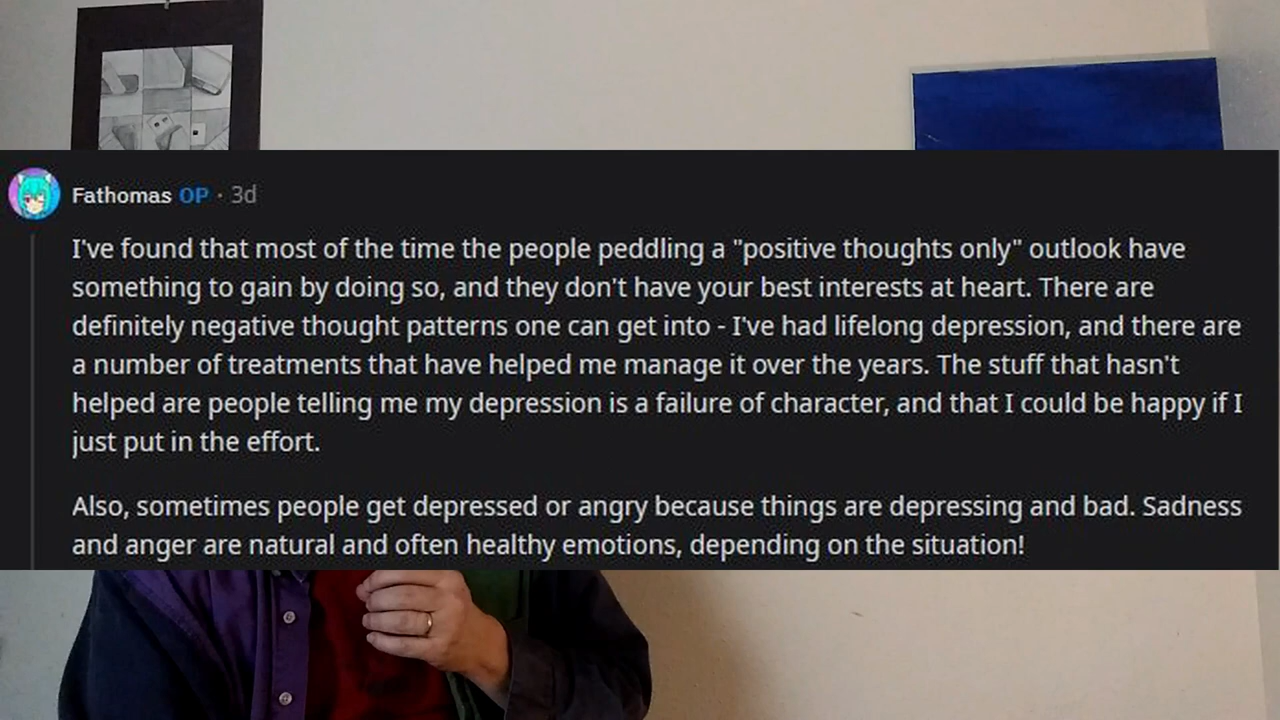 Fathomas OP · 3d
I've found that most of the time the people peddling a "positive thoughts only" outlook have
something to gain by doing so, and they don't have your best interests at heart. There are
definitely negative thought patterns one can get into - I've had lifelong depression, and there are
a number of treatments that have helped me manage it over the years. The stuff that hasn't
helped are people telling me my depression is a failure of character, and that I could be happy if I
just put in the effort.
Also, sometimes people get depressed or angry because things are depressing and bad. Sadness
and anger are natural and often healthy emotions, depending on the situation!